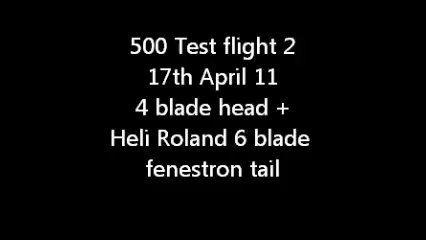 500 Test flight 2
17th April 11
4 blade head +
Heli Roland 6 blade
fenestron tail